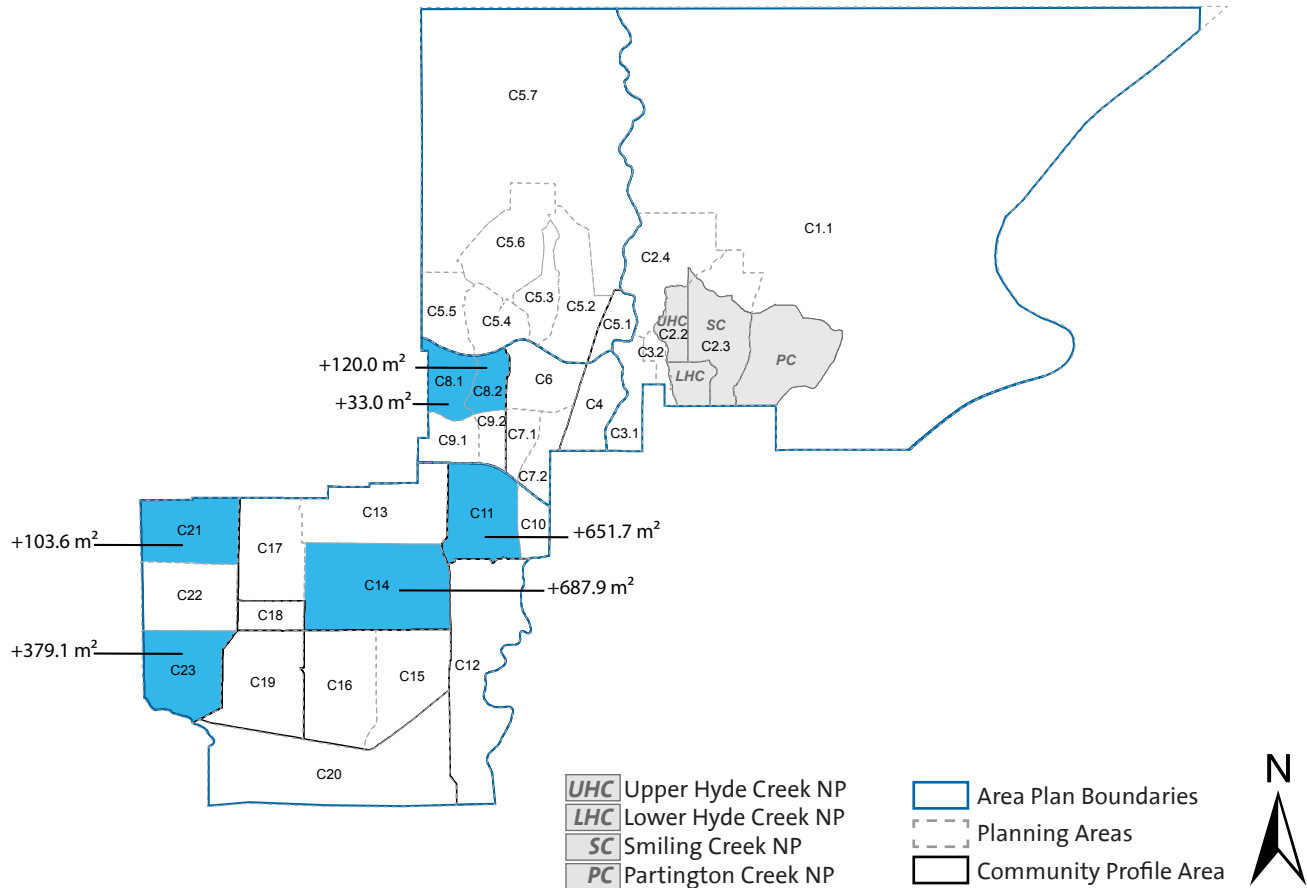 C5.7
C1.1
C5.6
C2.4
C5.3
C5.2
C5.5
C5.4
C5.1
UHC
C2.2
SC
C2.3
C3.2
PC
LHC
+120.0 m²
C8.1
C8.2
C6
C4
+33.0 m²
C9.2
C9.1
C7.1
C3.1
C7.2
C13
C11
C10
C21
+103.6 m²
C17
+651.7 m²
C14
+687.9 m²
C22
C18
+379.1 m²
C23
C19
C16
C15
C12
C20
UHC Upper Hyde Creek NP
LHC Lower Hyde Creek NP
SC Smiling Creek NP
PC Partington Creek NP
Area Plan Boundaries
Planning Areas
Community Profile Area
N